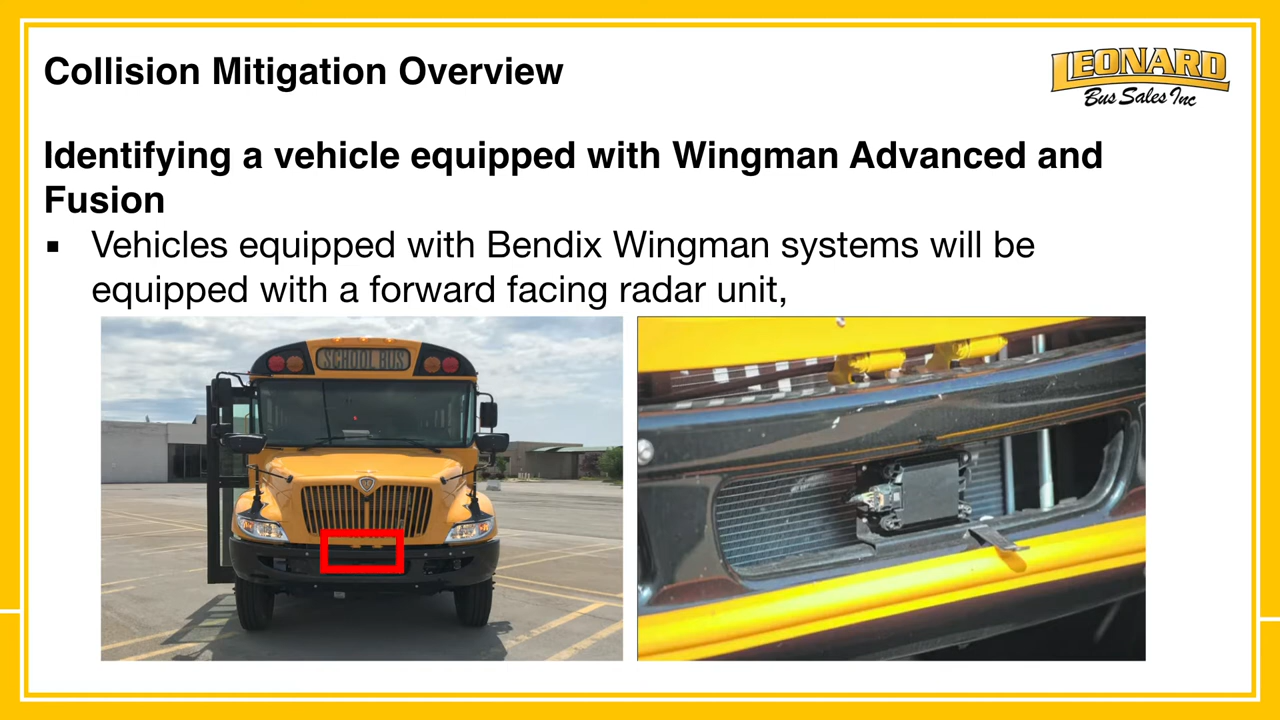 Collision Mitigation Overview
LEONARD
Bus Sales Inc
Identifying a vehicle equipped with Wingman Advanced and
Fusion
▪ Vehicles equipped with Bendix Wingman systems will be
equipped with a forward facing radar unit,
SCHOOL BUS